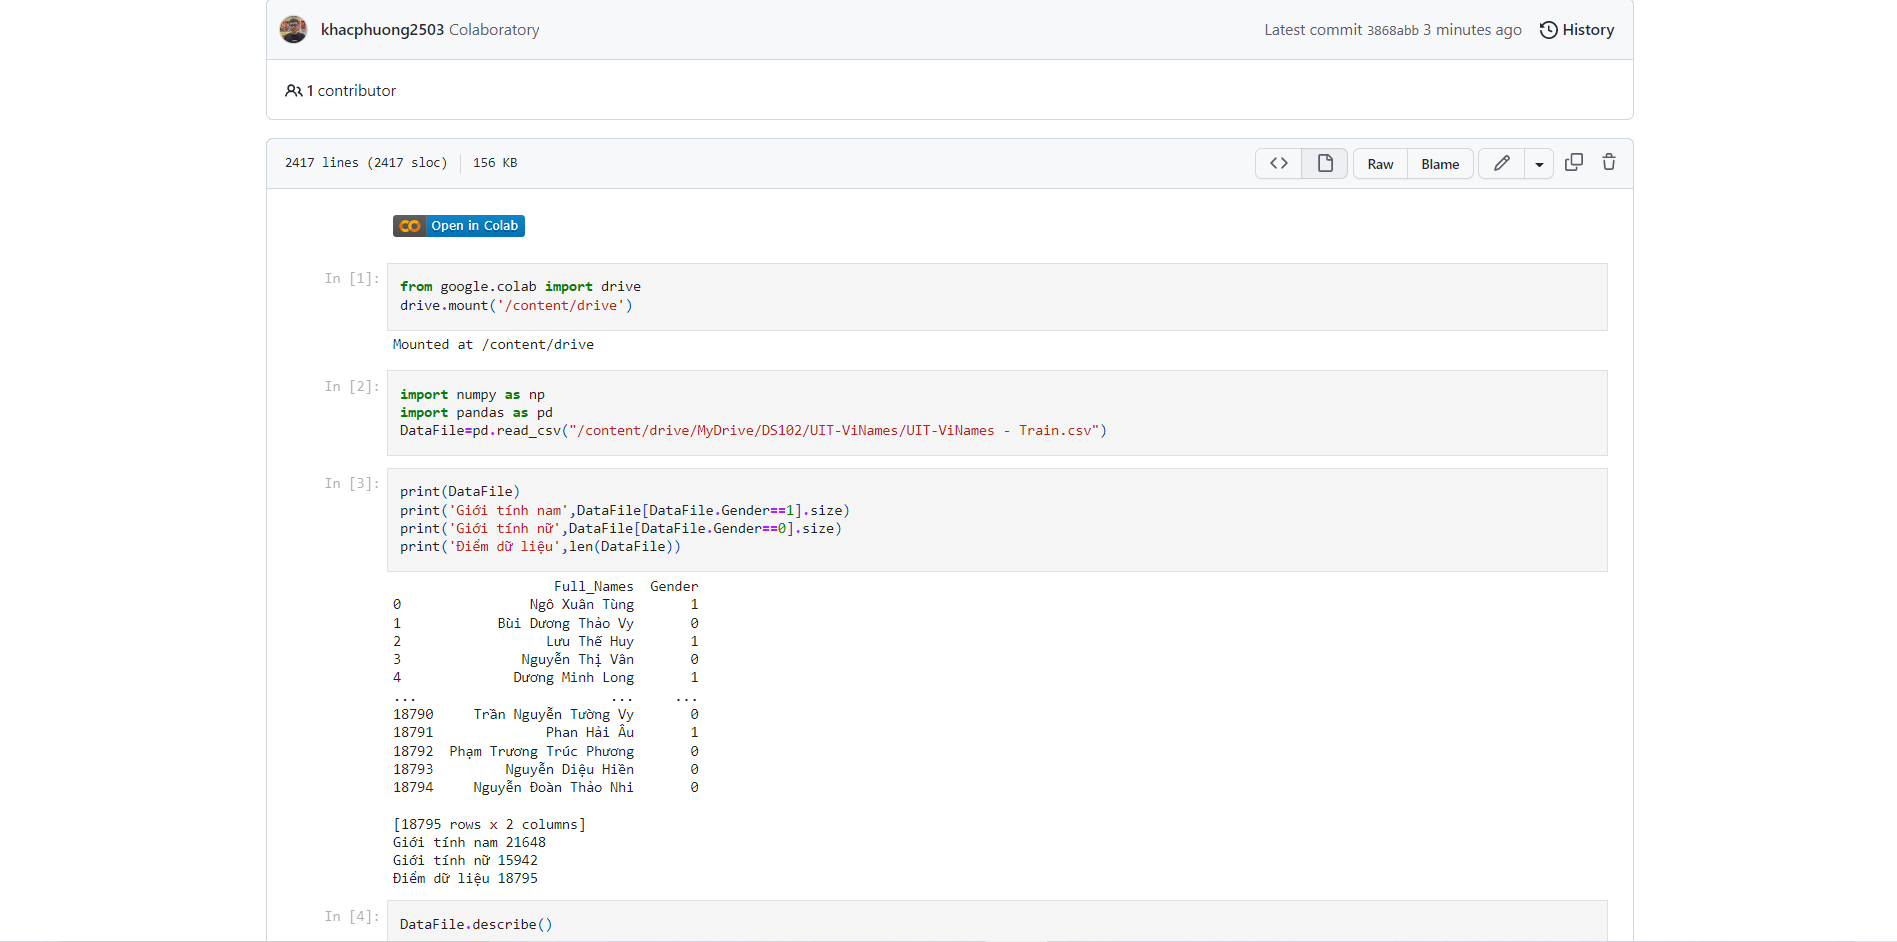 khacphuong2503 Colaboratory
Latest commit 3868abb 3 minutes ago History
1 contributor
2417 lines (2417 sloc) 156 KB
Raw Blame
CO Open in Colab
In [1]:
from google.colab import drive
drive.mount('/content/drive')
Mounted at /content/drive
In [2]:
import numpy as np
import pandas as pd
DataFile=pd.read_csv("/content/drive/MyDrive/DS102/UIT-ViNames/UIT-ViNames - Train.csv")
In [3]:
print(DataFile)
print('Giới tính nam',DataFile[DataFile.Gender==1].size)
print('Giới tính nữ',DataFile[DataFile.Gender==0].size)
print('Điểm dữ liệu',len(DataFile))
Full_Names Gender
0 Ngô Xuân Tùng 1
1 Bùi Dương Thảo Vy 0
2 Lưu Thế Huy 1
3 Nguyễn Thị Vân 0
4 Dương Minh Long 1
... ... ...
18790 Trần Nguyễn Tường Vy 0
18791 Phan Hải Âu 1
18792 Phạm Trương Trúc Phương 0
18793 Nguyễn Diệu Hiền 0
18794 Nguyễn Đoàn Thảo Nhi 0
[18795 rows x 2 columns]
Giới tính nam 21648
Giới tính nữ 15942
Điểm dữ liệu 18795
In [4]:
DataFile.describe()